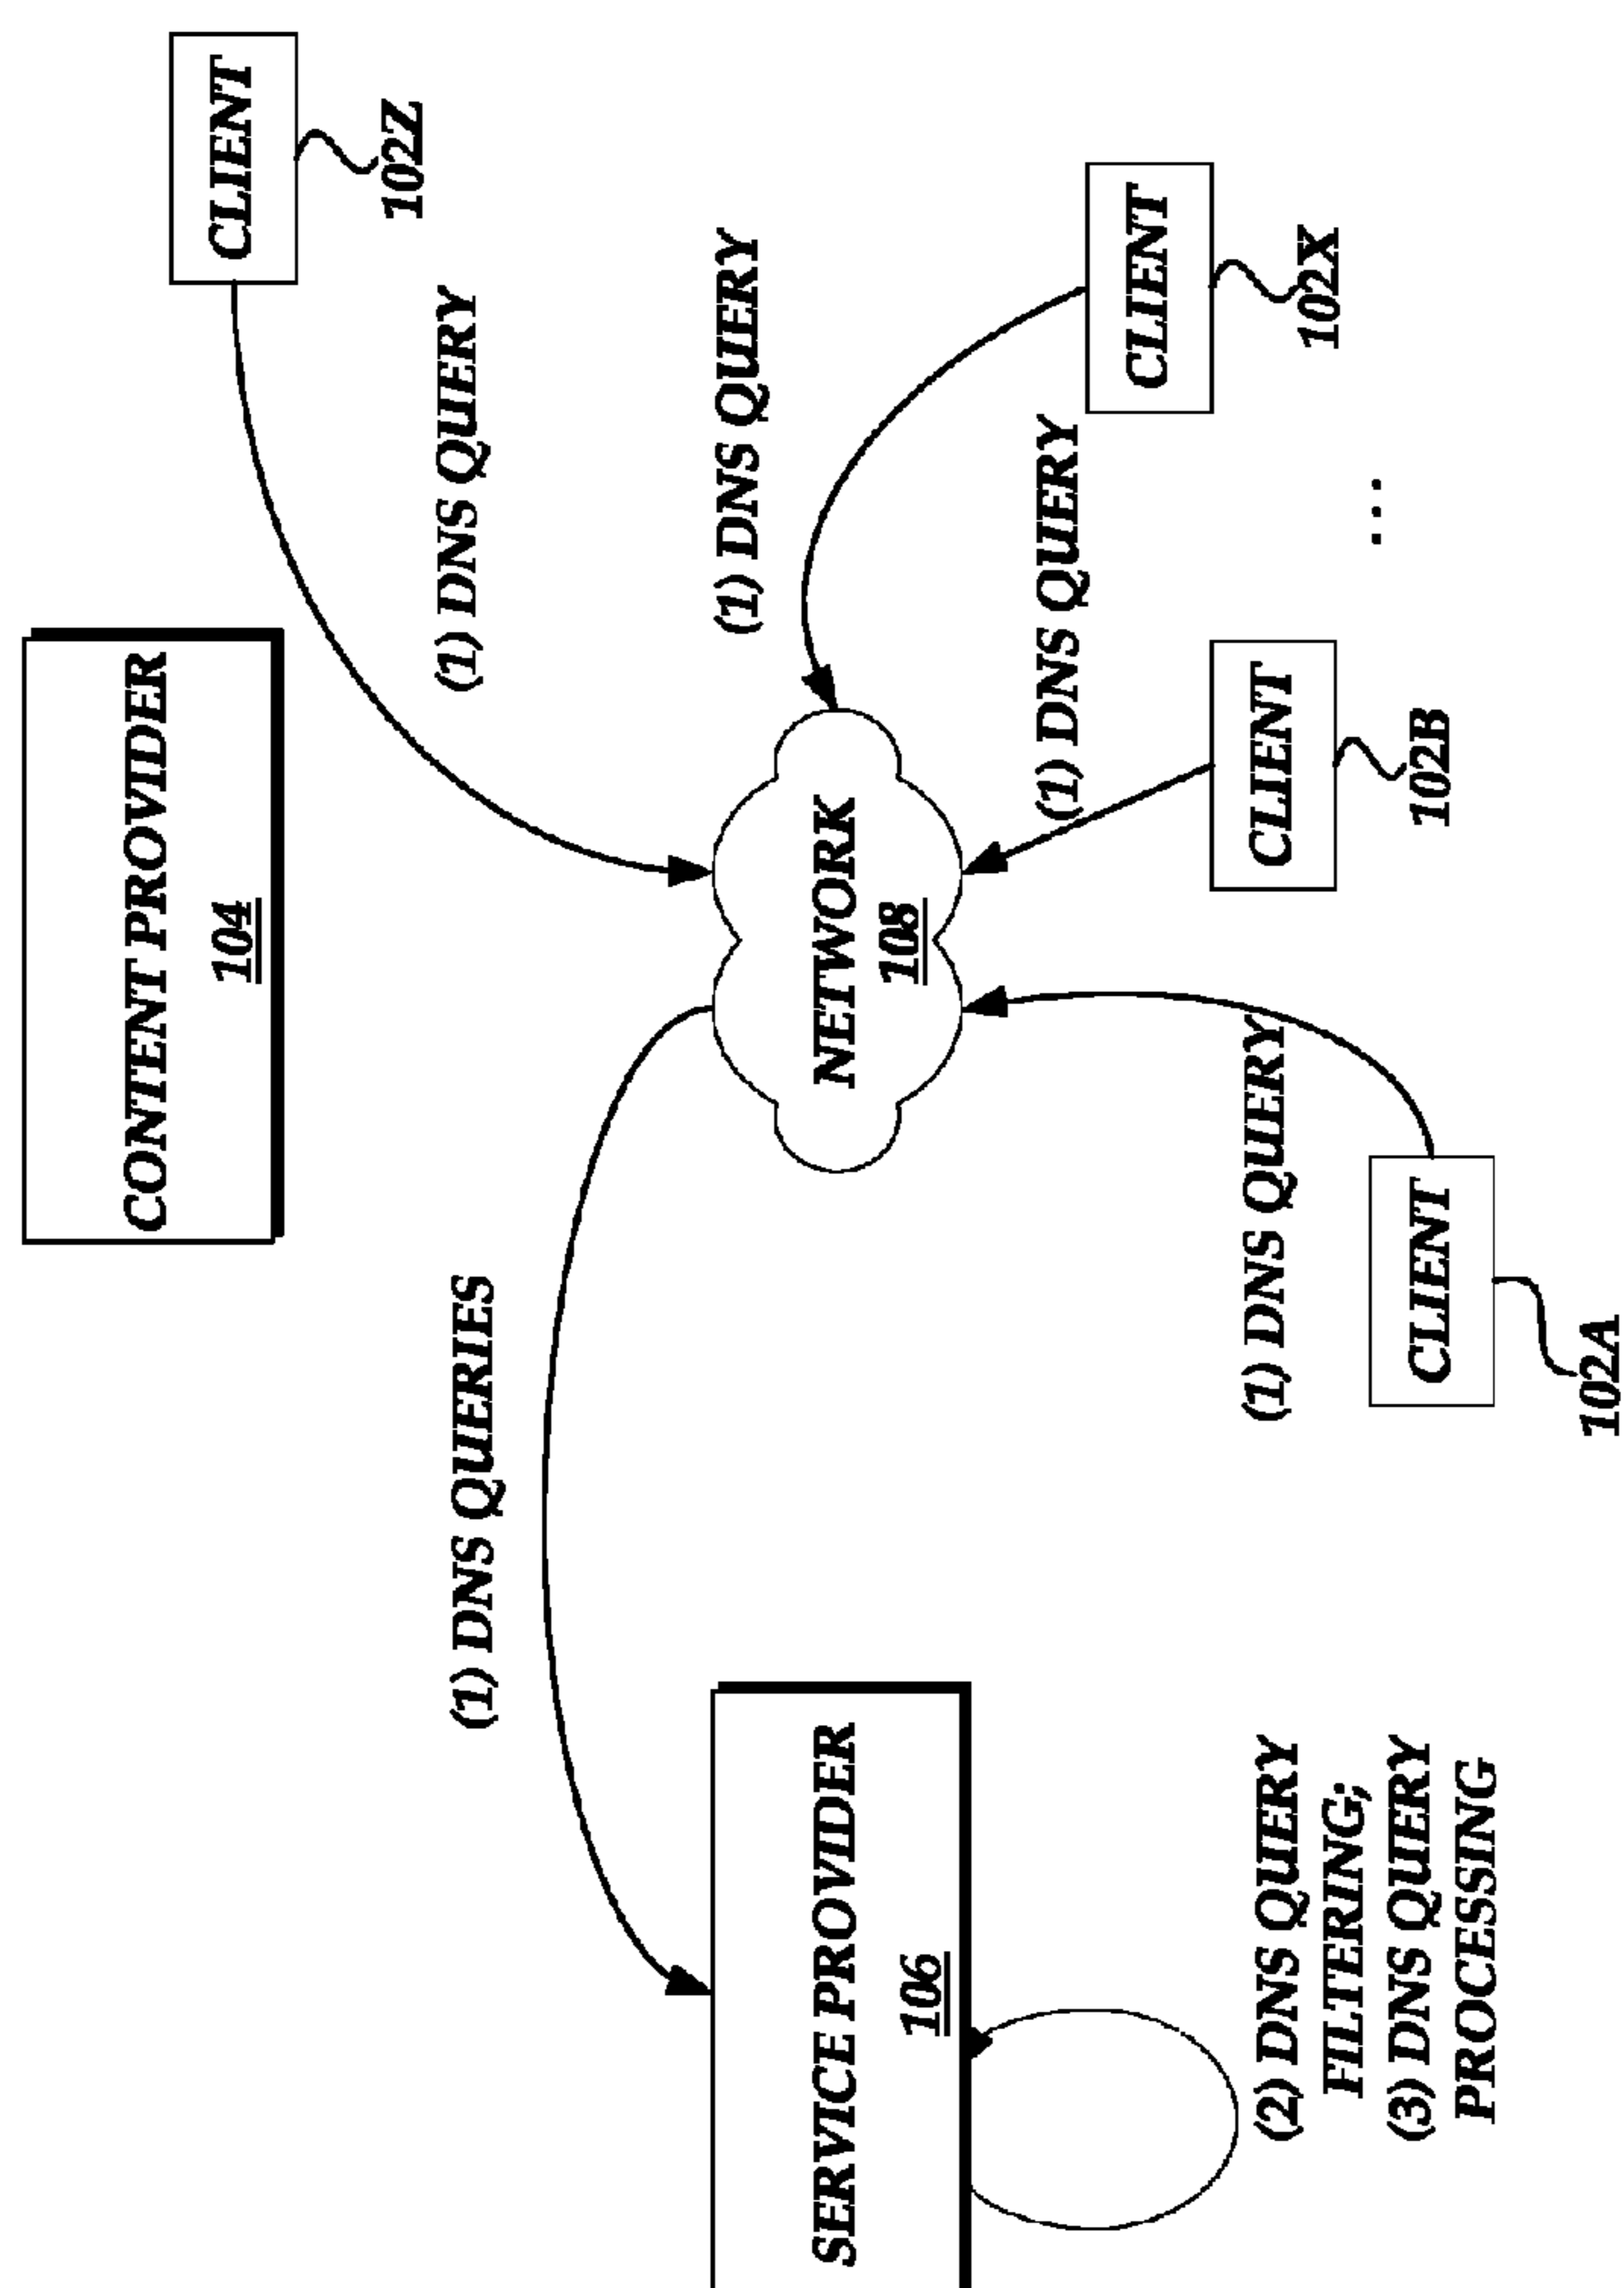 CONTENT PROVIDER
104
CLIENT
102Z
(1) DNS QUERIES
(1) DNS QUERY
(1) DNS QUERY
SERVICE PROVIDER
106
NETWORK
108
(1) DNS QUERY
CLIENT
102X
(2) DNS QUERY
FILTERING;
(3) DNS QUERY
PROCESSING
(1) DNS QUERY
CLIENT
102B
...
CLIENT
102A